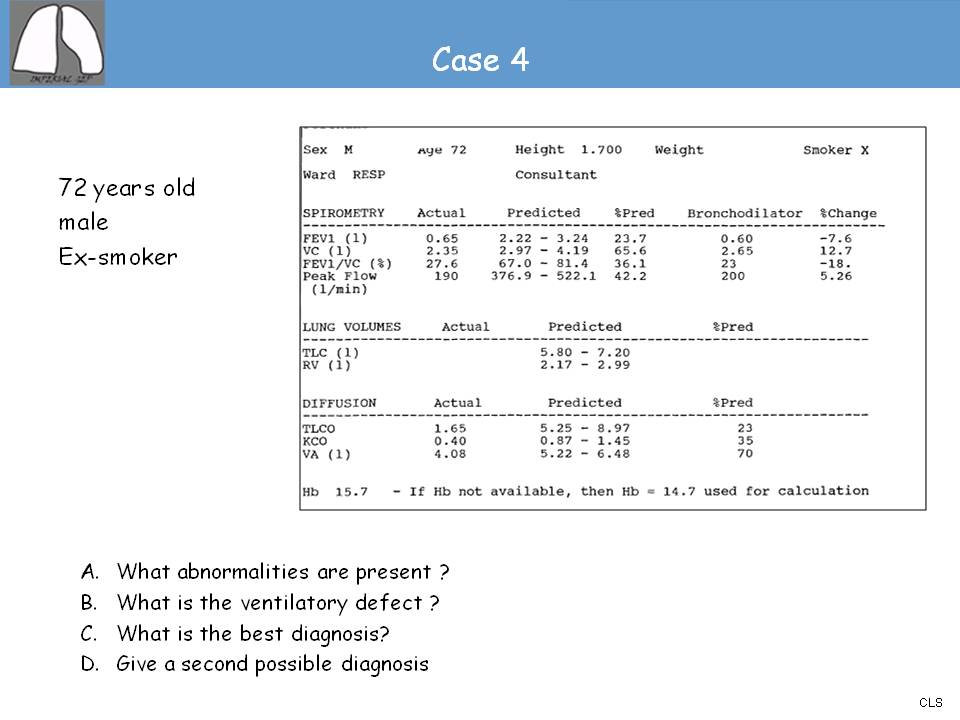 IMPERIAL SEP
Case 4
72 years old
male
Ex-smoker
Sex M Age 72 Height 1.700 Weight Smoker X
Ward RESP Consultant
SPIROMETRY Actual Predicted %Pred Bronchodilator %Change
FEV1 (l) 0.65 2.22 - 3.24 23.7 0.60 -7.6
VC (l) 2.35 2.97 - 4.19 65.6 2.65 12.7
FEV1/VC (%) 27.6 67.0 - 81.4 36.1 23 -18.
Peak Flow 190 376.9 - 522.1 42.2 200 5.26
(l/min)
LUNG VOLUMES Actual Predicted %Pred
TLC (l) 5.80 - 7.20
RV (l) 2.17 - 2.99
DIFFUSION Actual Predicted %Pred
TLCO 1.65 5.25 - 8.97 23
KCO 0.40 0.87 - 1.45 35
VA (l) 4.08 5.22 - 6.48 70
Hb 15.7 - If Hb not available, then Hb = 14.7 used for calculation
A. What abnormalities are present ?
B. What is the ventilatory defect ?
C. What is the best diagnosis?
D. Give a second possible diagnosis
CLS